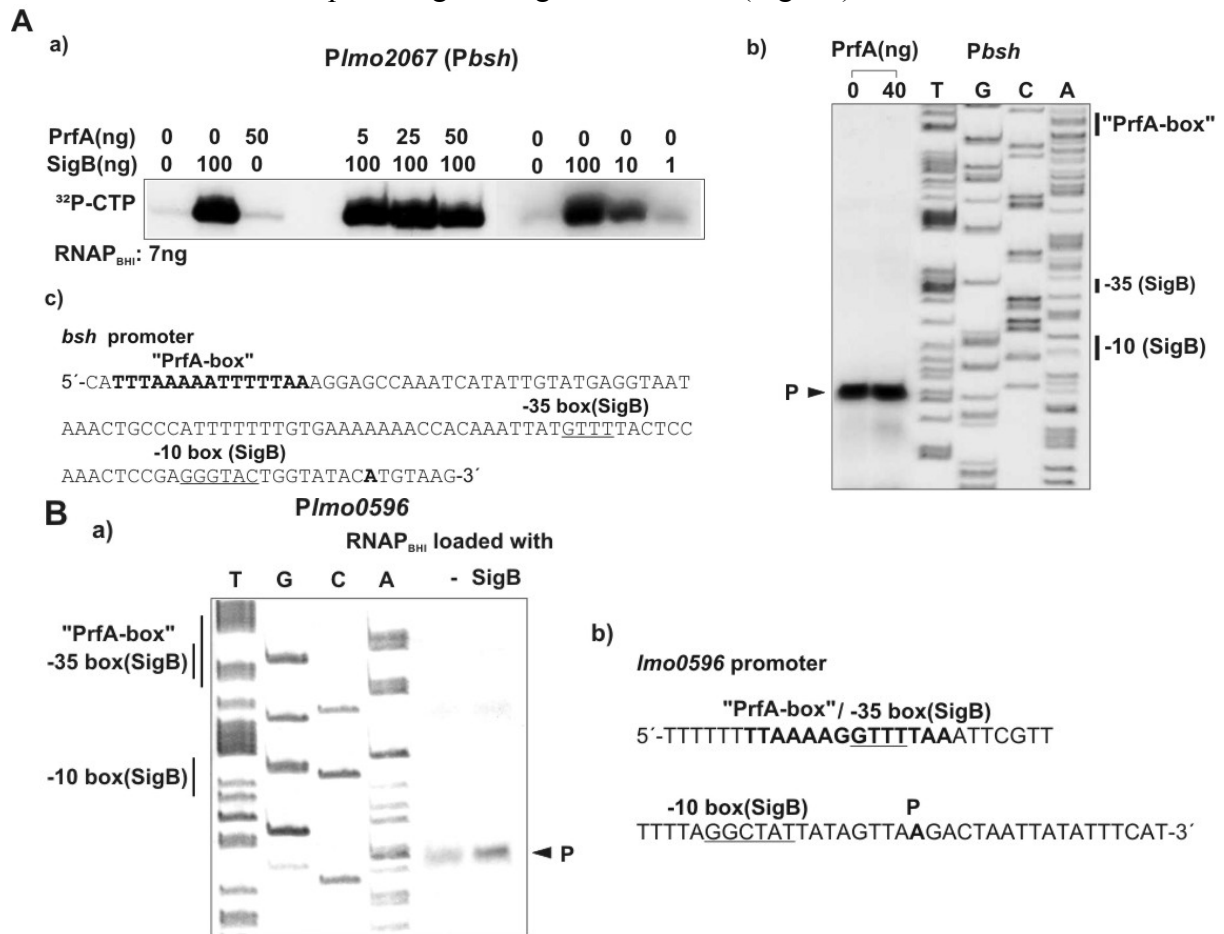 A
a)
Plmo2067 (Pbsh)
PrfA(ng) 0 0 50 5 25 50 0 0 0 0
SigB(ng) 0 100 0 100 100 100 0 100 10 1
³²P-CTP
RNAP_BHI: 7ng
b)
PrfA(ng) Pbsh
0 40 T G C A
"PrfA-box"
-35 (SigB)
-10 (SigB)
P
c)
bsh promoter
"PrfA-box"
5´-CATTTAAAAATTTTTAAAGGAGCCAAATCATATTGTATGAGGTAAT
-35 box(SigB)
AAACTGCCCATTTTTTTGTGAAAAAAACCACAAATTATGTTTTACTCC
-10 box (SigB)
AAACTCCGAGGGTACTGGTATACATGTAAG-3´
B
a)
Plmo0596
RNAP_BHI loaded with
T G C A - SigB
"PrfA-box"
-35 box(SigB)
-10 box(SigB)
P
b)
lmo0596 promoter
"PrfA-box"/ -35 box(SigB)
5´-TTTTTTTTAAAAGGTTTTAAATTCGTT
-10 box(SigB) P
TTTTAGGCTATTATAGTTAAGACTAATTATATTTCAT-3´